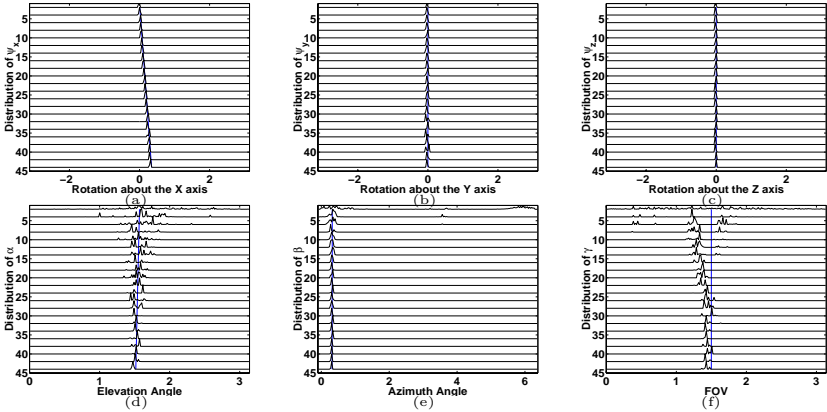 Distribution of ψx
5
10
15
20
25
30
35
40
45
−2 0 2
Rotation about the X axis
(a)
Distribution of ψy
5
10
15
20
25
30
35
40
45
−2 0 2
Rotation about the Y axis
(b)
Distribution of ψz
5
10
15
20
25
30
35
40
45
−2 0 2
Rotation about the Z axis
(c)
Distribution of α
5
10
15
20
25
30
35
40
45
0 1 2 3
Elevation Angle
(d)
Distribution of β
5
10
15
20
25
30
35
40
45
0 2 4 6
Azimuth Angle
(e)
Distribution of γ
5
10
15
20
25
30
35
40
45
0 1 2 3
FOV
(f)